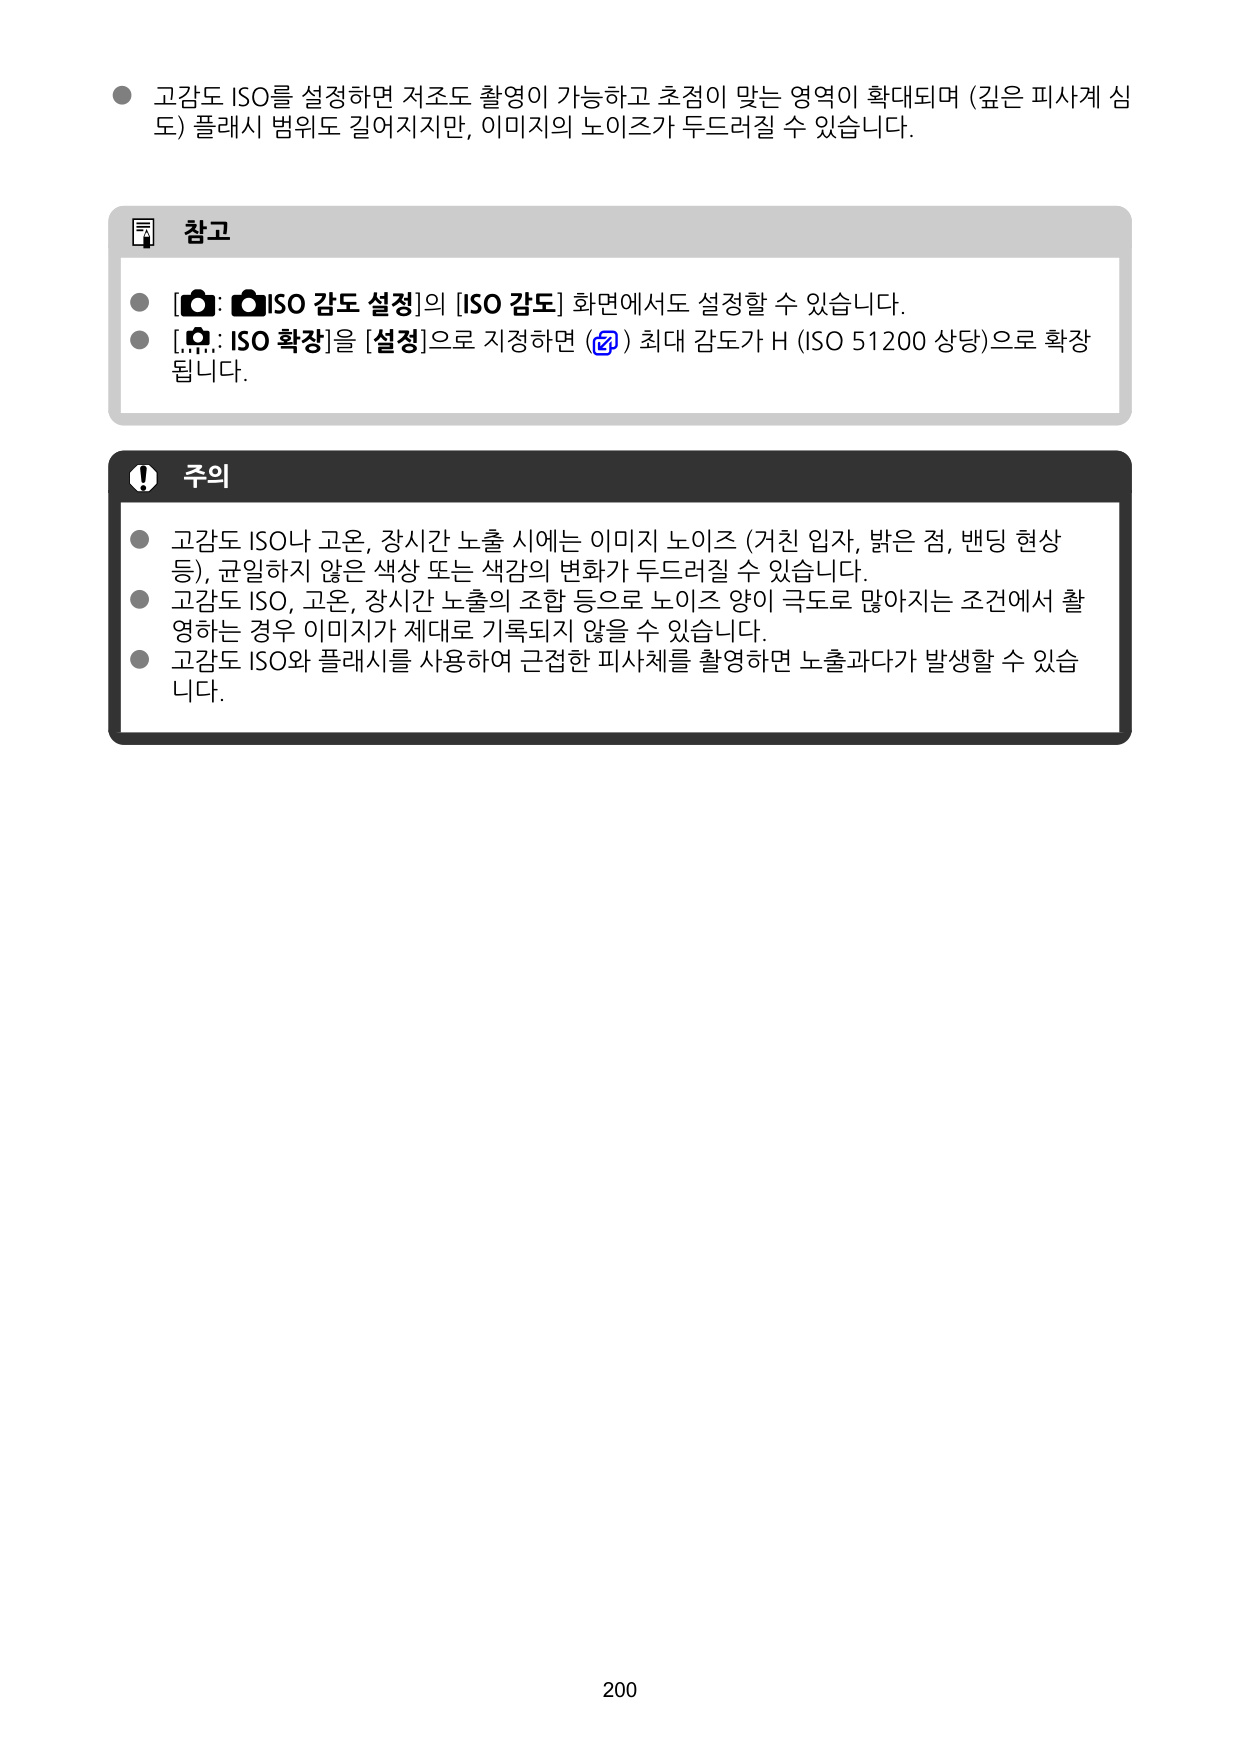 고감도 ISO를 설정하면 저조도 촬영이 가능하고 초점이 맞는 영역이 확대되며 (깊은 피사계 심
도) 플래시 범위도 길어지지만, 이미지의 노이즈가 두드러질 수 있습니다.
참고
[: ISO 감도 설정]의 [ISO 감도] 화면에서도 설정할 수 있습니다.
[: ISO 확장]을 [설정]으로 지정하면 () 최대 감도가 H (ISO 51200 상당)으로 확장
됩니다.
주의
고감도 ISO나 고온, 장시간 노출 시에는 이미지 노이즈 (거친 입자, 밝은 점, 밴딩 현상
등), 균일하지 않은 색상 또는 색감의 변화가 두드러질 수 있습니다.
고감도 ISO, 고온, 장시간 노출의 조합 등으로 노이즈 양이 극도로 많아지는 조건에서 촬
영하는 경우 이미지가 제대로 기록되지 않을 수 있습니다.
고감도 ISO와 플래시를 사용하여 근접한 피사체를 촬영하면 노출과다가 발생할 수 있습
니다.
200